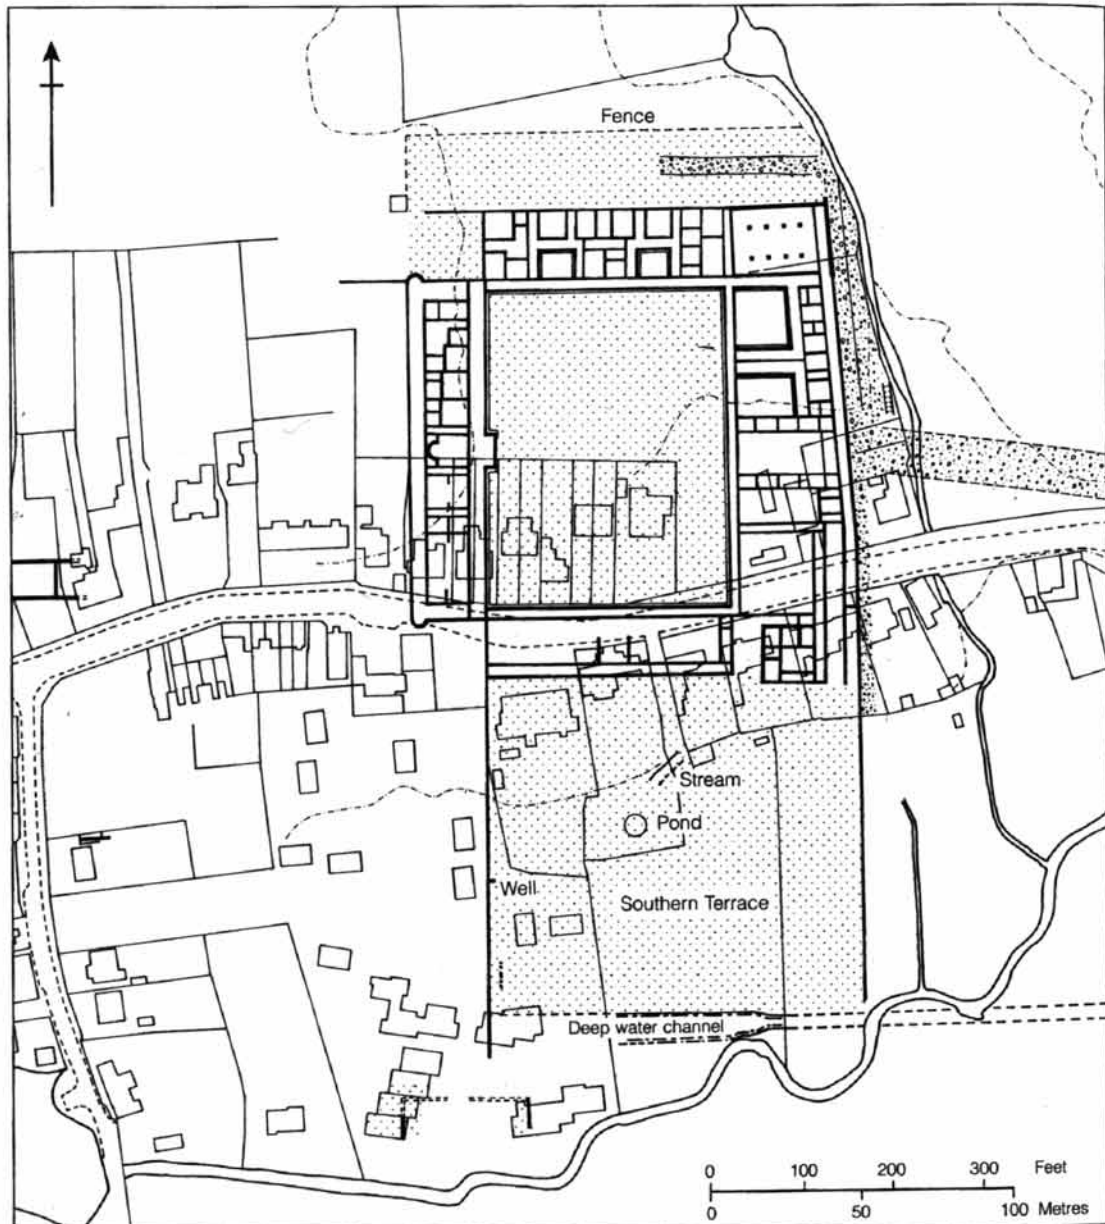 Fence
Stream
Pond
Well
Southern Terrace
Deep water channel
0 100 200 300 Feet
0 50 100 Metres